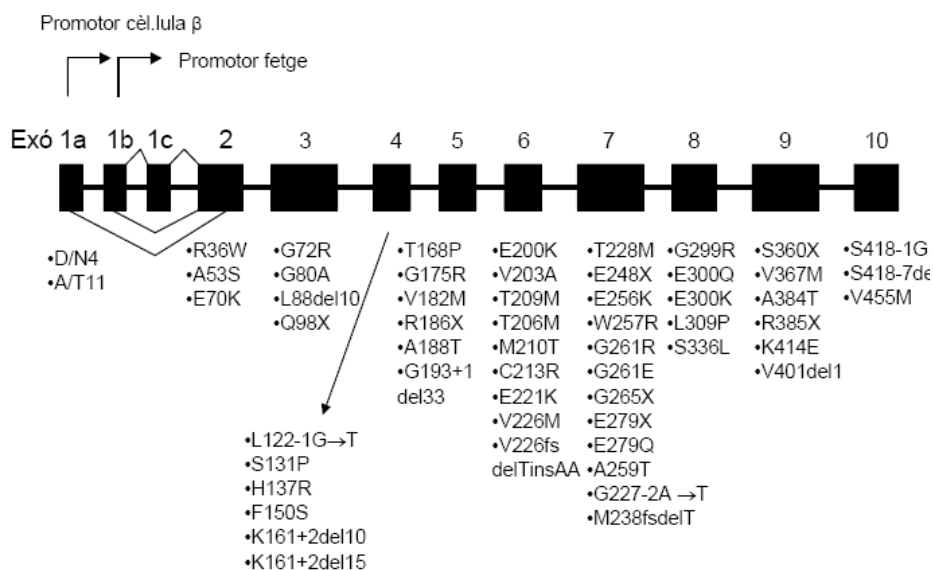 Promotor cèl.lula β
Promotor fetge
Exó 1a 1b 1c 2 3 4 5 6 7 8 9 10
•D/N4
•A/T11
•R36W
•A53S
•E70K
•G72R
•G80A
•L88del10
•Q98X
•L122-1G→T
•S131P
•H137R
•F150S
•K161+2del10
•K161+2del15
•T168P
•G175R
•V182M
•R186X
•A188T
•G193+1
del33
•E200K
•V203A
•T209M
•T206M
•M210T
•C213R
•E221K
•V226M
•V226fs
delTinsAA
•T228M
•E248X
•E256K
•W257R
•G261R
•G261E
•G265X
•E279X
•E279Q
•A259T
•G227-2A →T
•M238fsdelT
•G299R
•E300Q
•E300K
•L309P
•S336L
•S360X
•V367M
•A384T
•R385X
•K414E
•V401del1
•S418-1G
•S418-7de
•V455M